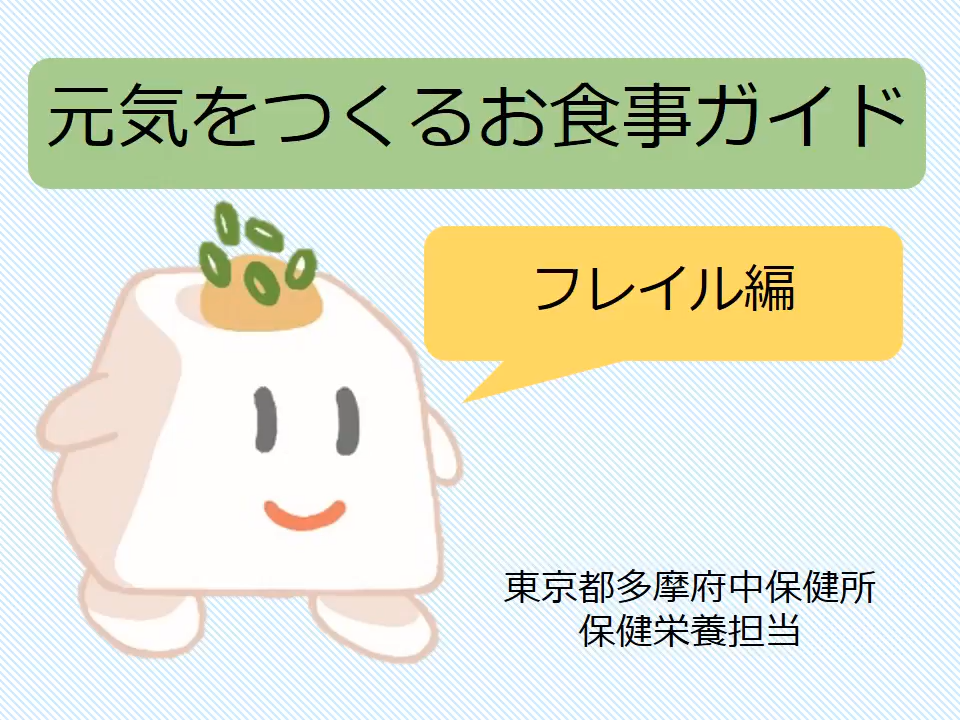 元気をつくるお食事ガイド
フレイル編
東京都多摩府中保健所
保健栄養担当